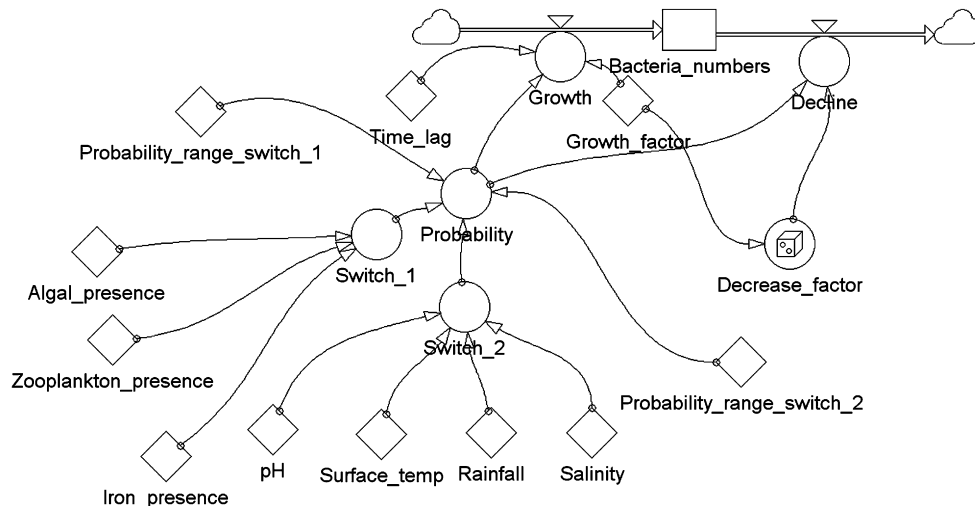 Bacteria_numbers
Growth
Decline
Time_lag
Growth_factor
Probability_range_switch_1
Probability
Switch_1
Algal_presence
Decrease_factor
Switch_2
Zooplankton_presence
Probability_range_switch_2
pH
Surface_temp
Rainfall
Salinity
Iron_presence